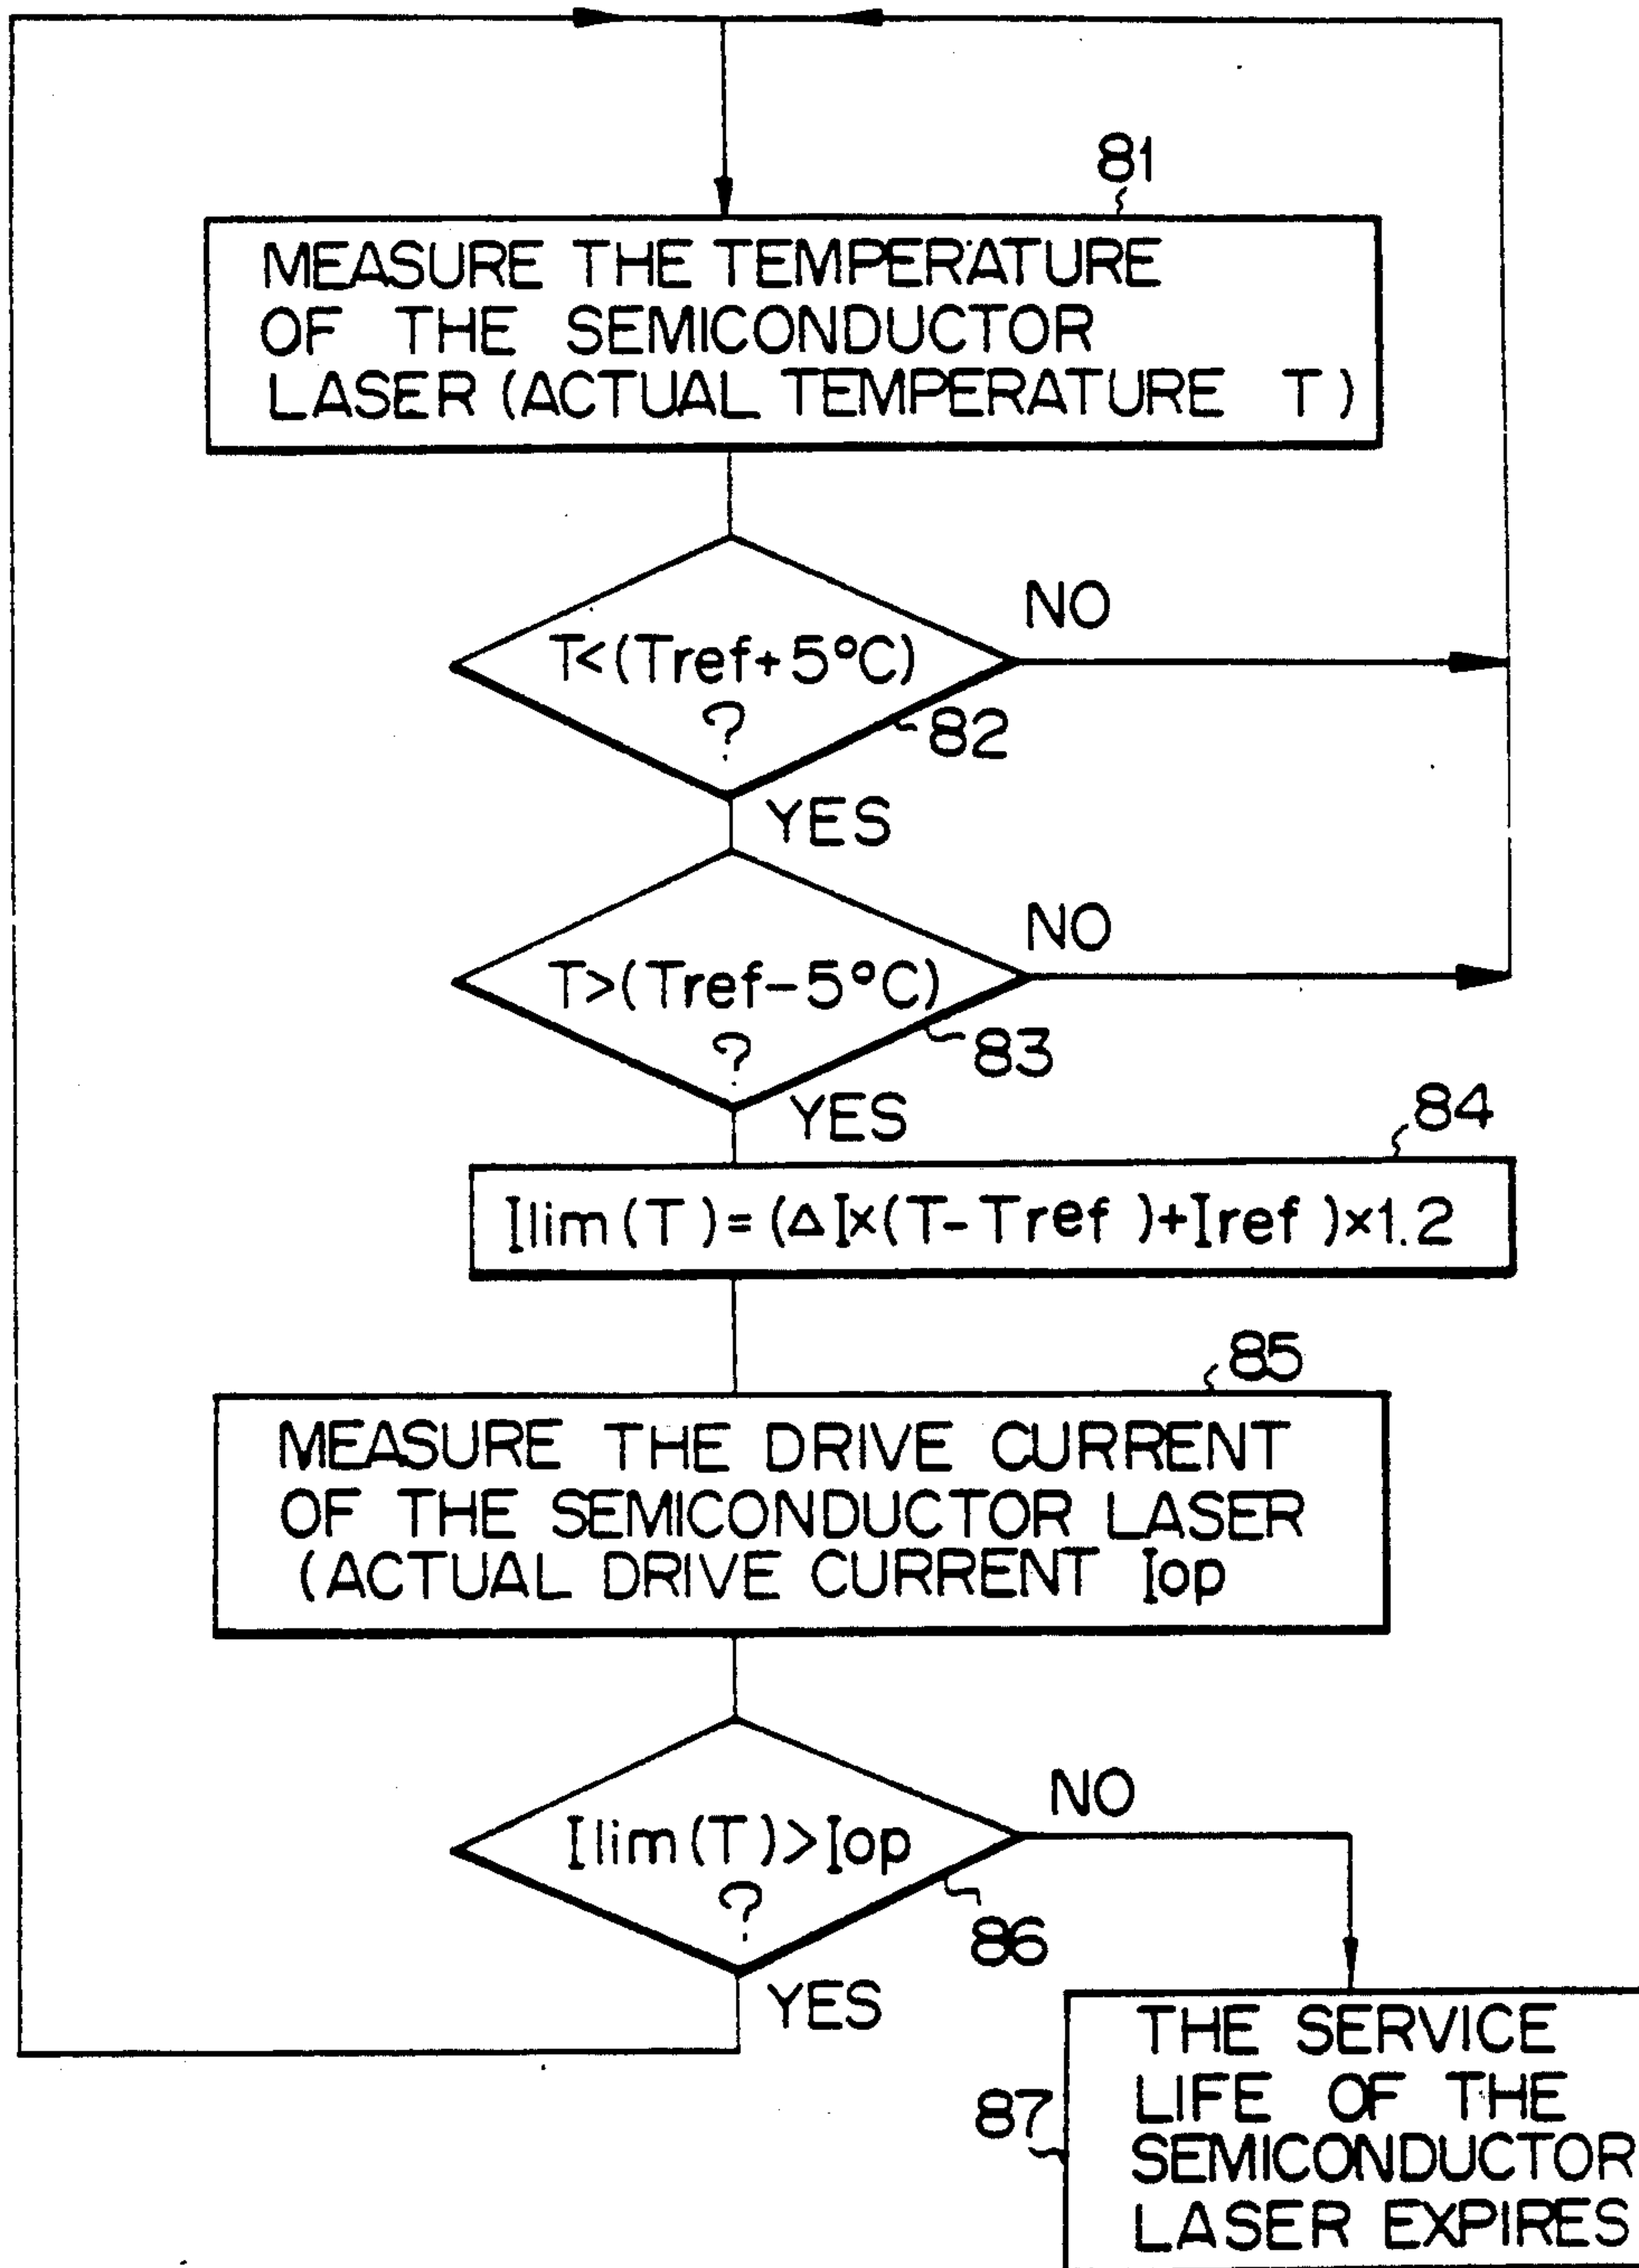 81
MEASURE THE TEMPERATURE
OF THE SEMICONDUCTOR
LASER (ACTUAL TEMPERATURE T)
NO
T<(Tref+5°C)
?
82
YES
NO
T>(Tref-5°C)
?
83
YES
84
Ilim(T)=(ΔI×(T-Tref)+Iref)×1.2
85
MEASURE THE DRIVE CURRENT
OF THE SEMICONDUCTOR LASER
(ACTUAL DRIVE CURRENT Iop
NO
Ilim(T)>Iop
?
86
YES
87
THE SERVICE
LIFE OF THE
SEMICONDUCTOR
LASER EXPIRES